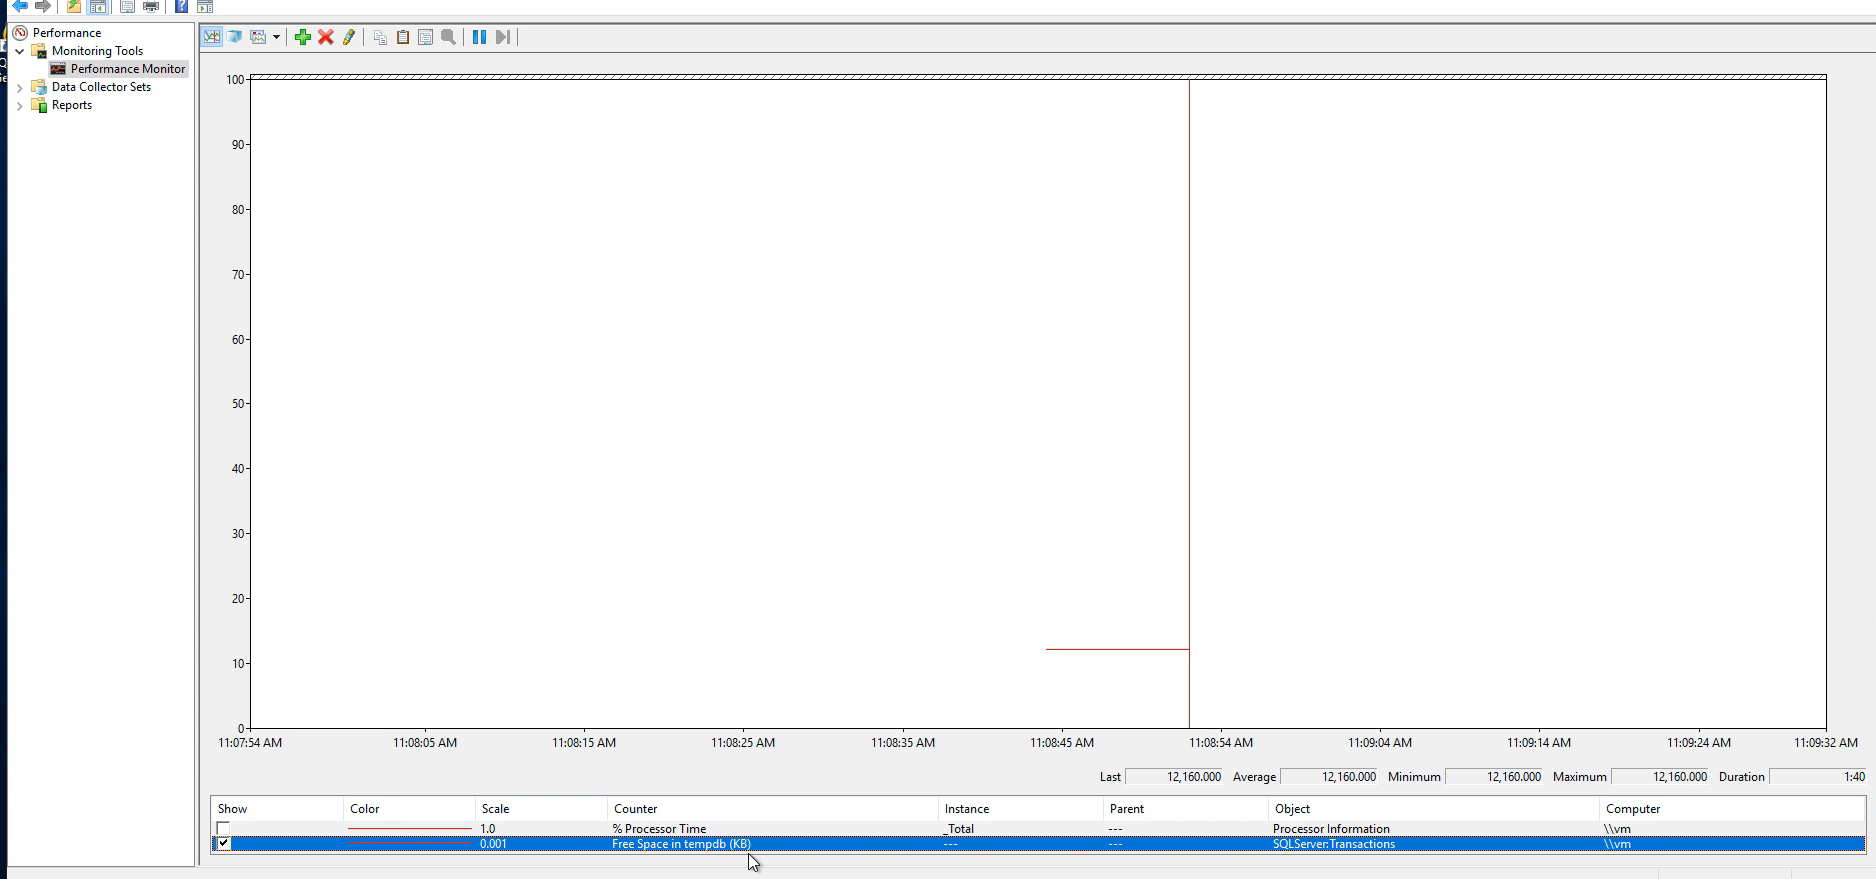 Performance
Monitoring Tools
Performance Monitor
Data Collector Sets
Reports
100
90
80
70
60
50
40
30
20
10
0
11:07:54 AM 11:08:05 AM 11:08:15 AM 11:08:25 AM 11:08:35 AM 11:08:45 AM 11:08:54 AM 11:09:04 AM 11:09:14 AM 11:09:24 AM 11:09:32 AM
Last 12,160.000 Average 12,160.000 Minimum 12,160.000 Maximum 12,160.000 Duration 1:40
Show Color Scale Counter Instance Parent Object Computer
1.0 % Processor Time _Total --- Processor Information \\vm
0.001 Free Space in tempdb (KB) --- --- SQLServer:Transactions \\vm